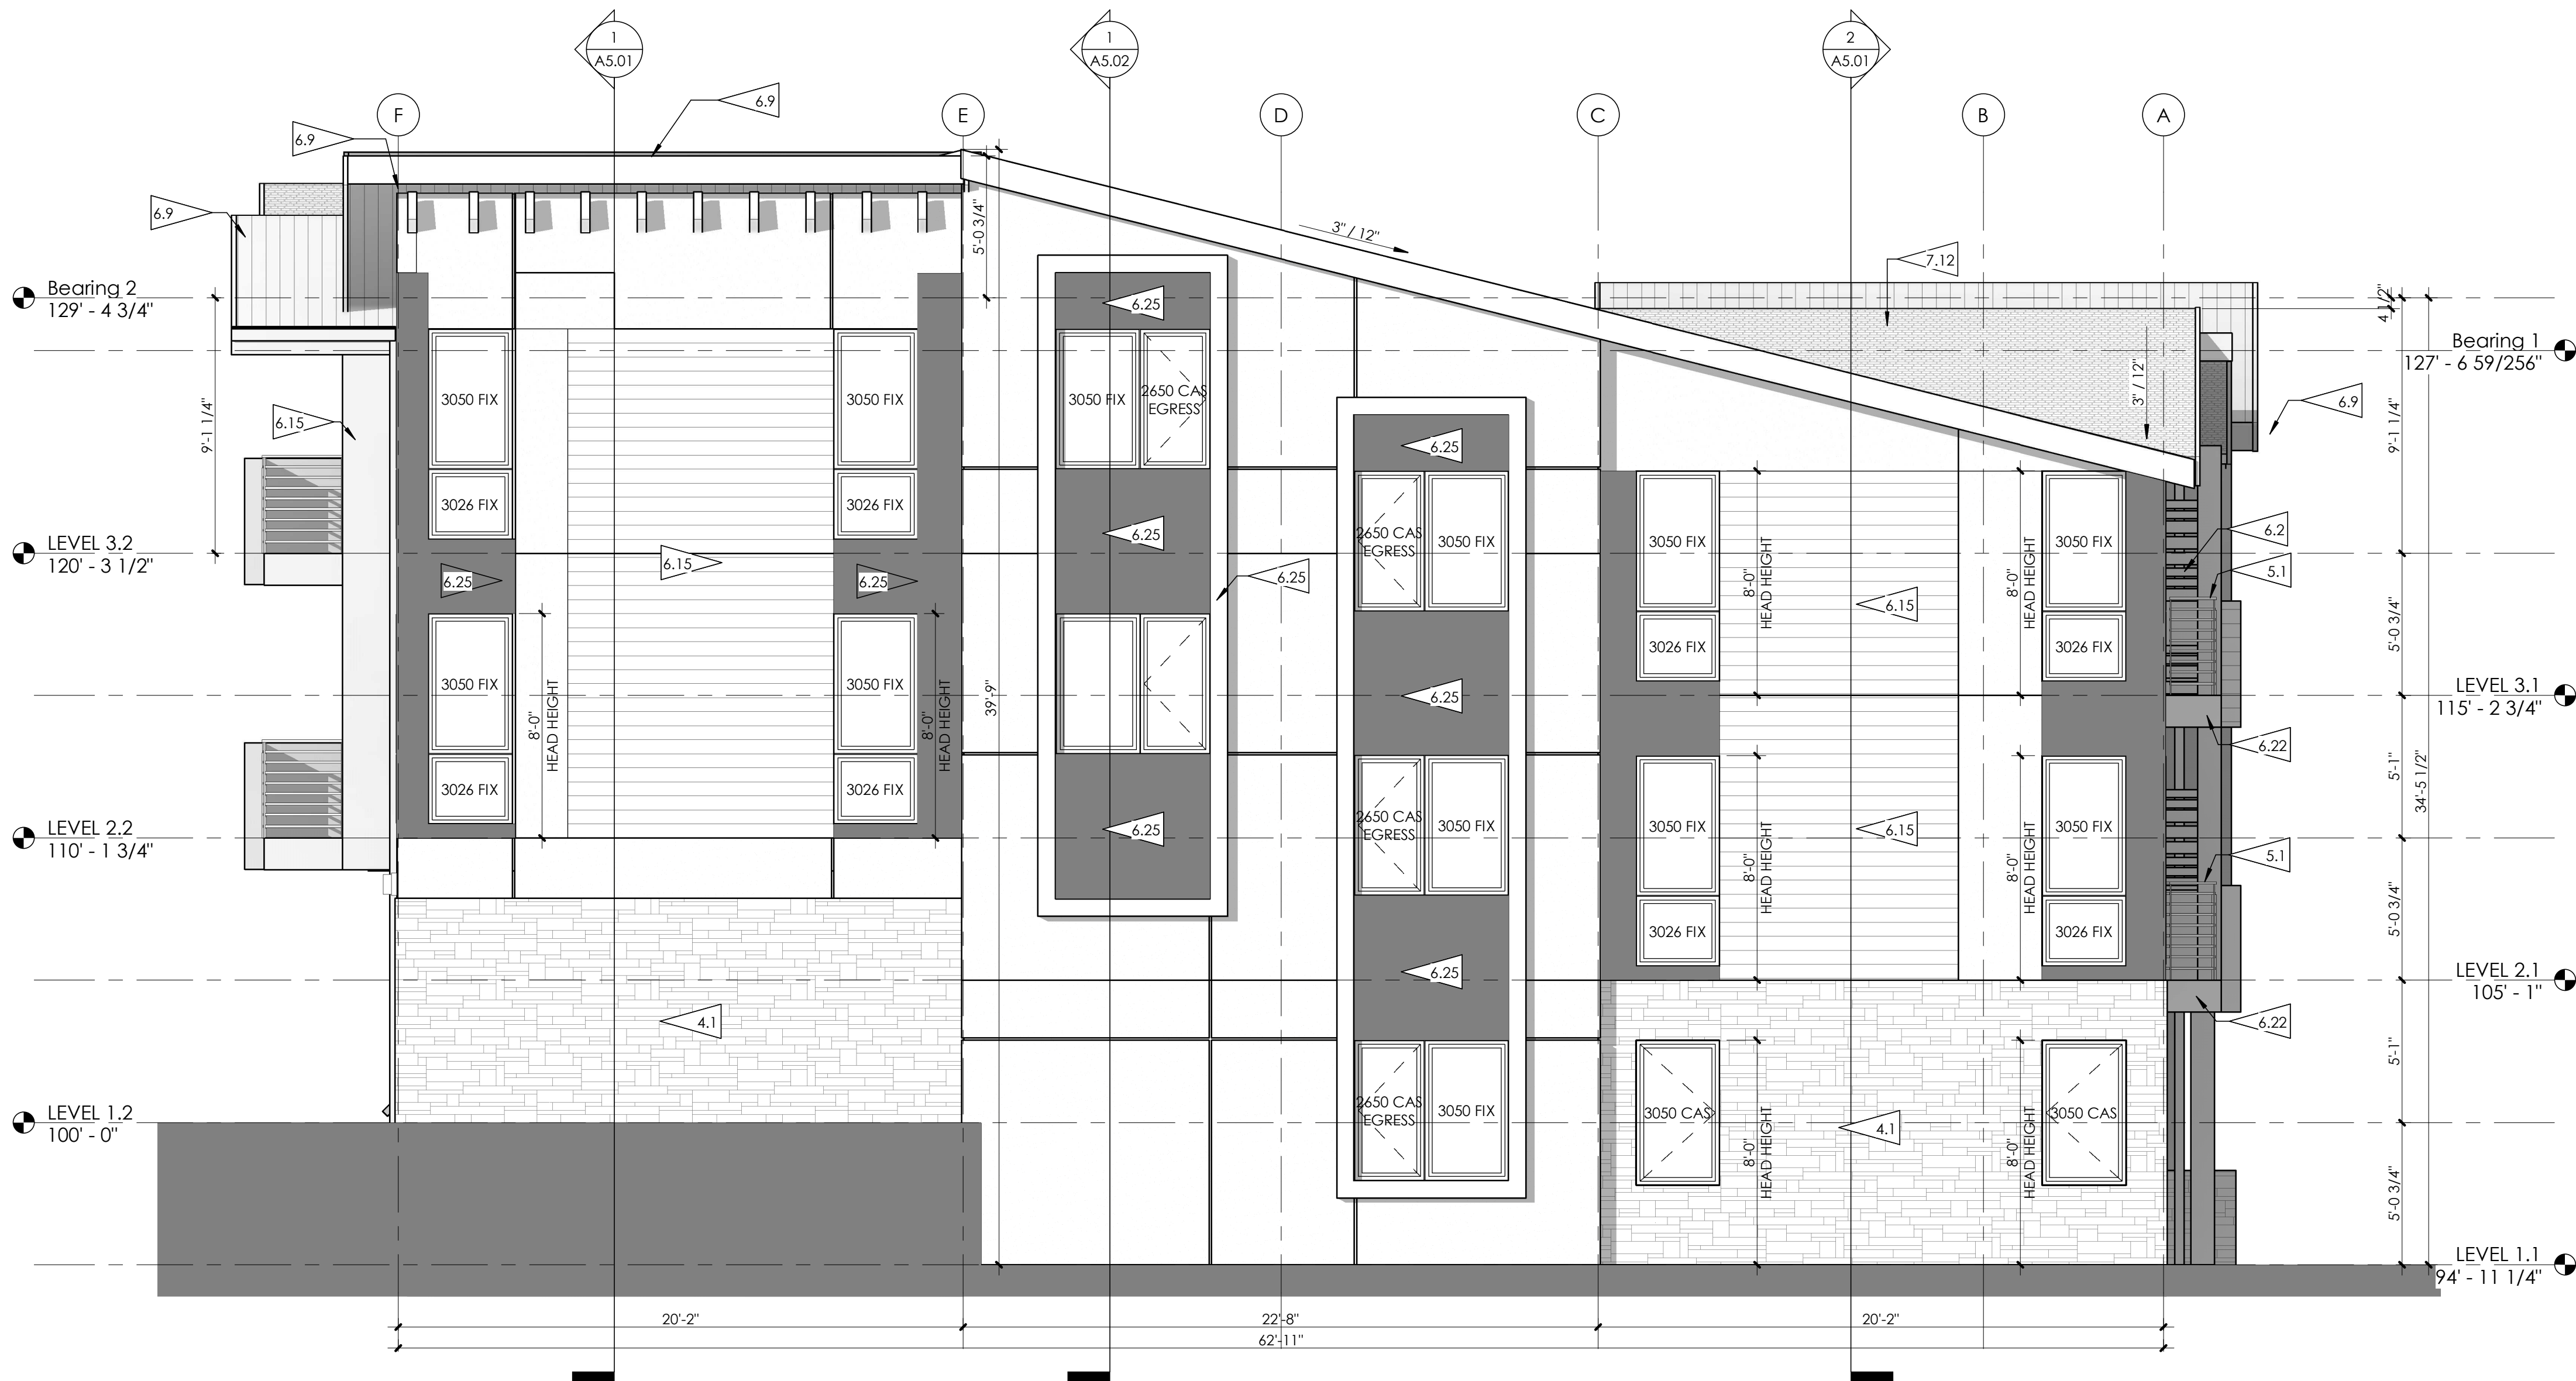 1
A5.01
1
A5.02
2
A5.01
F
E
D
C
B
A
6.9
6.9
6.9
5'-0 3/4"
3" / 12"
7.12
Bearing 2
129' - 4 3/4"
4 1/2"
Bearing 1
127' - 6 59/256"
6.25
3050 FIX
3050 FIX
3050 FIX
2650 CAS
EGRESS
3" / 12"
6.9
6.15
9'-1 1/4"
9'-1 1/4"
6.25
3026 FIX
3026 FIX
6.25
2650 CAS
EGRESS
3050 FIX
3050 FIX
3050 FIX
8'-0"
HEAD HEIGHT
8'-0"
HEAD HEIGHT
6.2
LEVEL 3.2
120' - 3 1/2"
6.25
6.15
6.25
6.25
6.15
5.1
5'-0 3/4"
3026 FIX
3026 FIX
3050 FIX
3050 FIX
8'-0"
HEAD HEIGHT
8'-0"
HEAD HEIGHT
39'-9"
6.25
LEVEL 3.1
115' - 2 3/4"
6.22
5'-1"
34'-5 1/2"
3026 FIX
3026 FIX
LEVEL 2.2
110' - 1 3/4"
6.25
2650 CAS
EGRESS
3050 FIX
3050 FIX
8'-0"
HEAD HEIGHT
6.15
8'-0"
HEAD HEIGHT
3050 FIX
5.1
5'-0 3/4"
3026 FIX
3026 FIX
6.25
LEVEL 2.1
105' - 1"
4.1
6.22
5'-1"
LEVEL 1.2
100' - 0"
2650 CAS
EGRESS
3050 FIX
3050 CAS
8'-0"
HEAD HEIGHT
4.1
8'-0"
HEAD HEIGHT
3050 CAS
5'-0 3/4"
LEVEL 1.1
94' - 11 1/4"
20'-2"
22'-8"
20'-2"
62'-11"